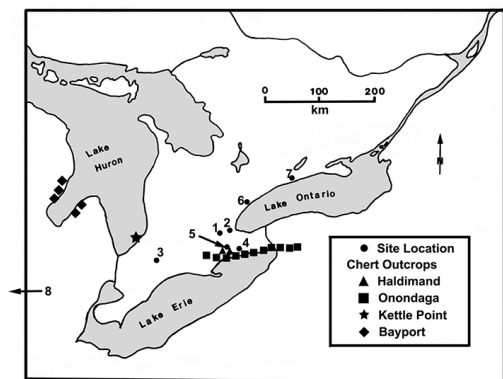 0 100 200
km
N
Lake
Huron
7
6
Lake Ontario
1 2
5
4
3
8
Lake Erie
Site Location
Chert Outcrops
Haldimand
Onondaga
Kettle Point
Bayport